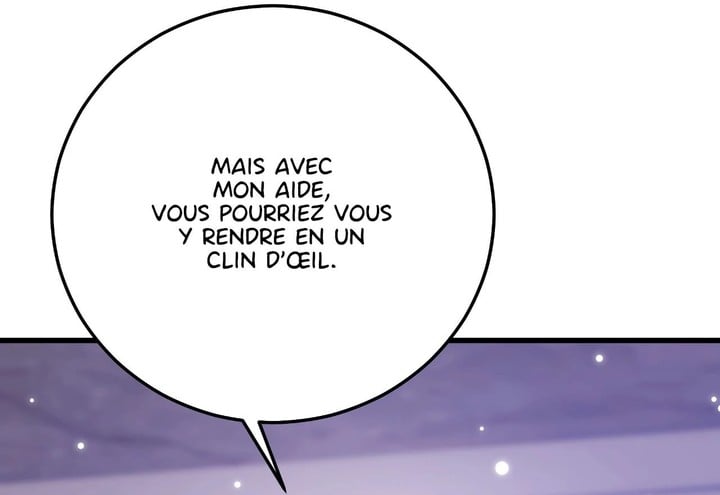 MAIS AVEC
MON AIDE,
VOUS POURRIEZ VOUS
Y RENDRE EN UN
CLIN D'ŒIL.